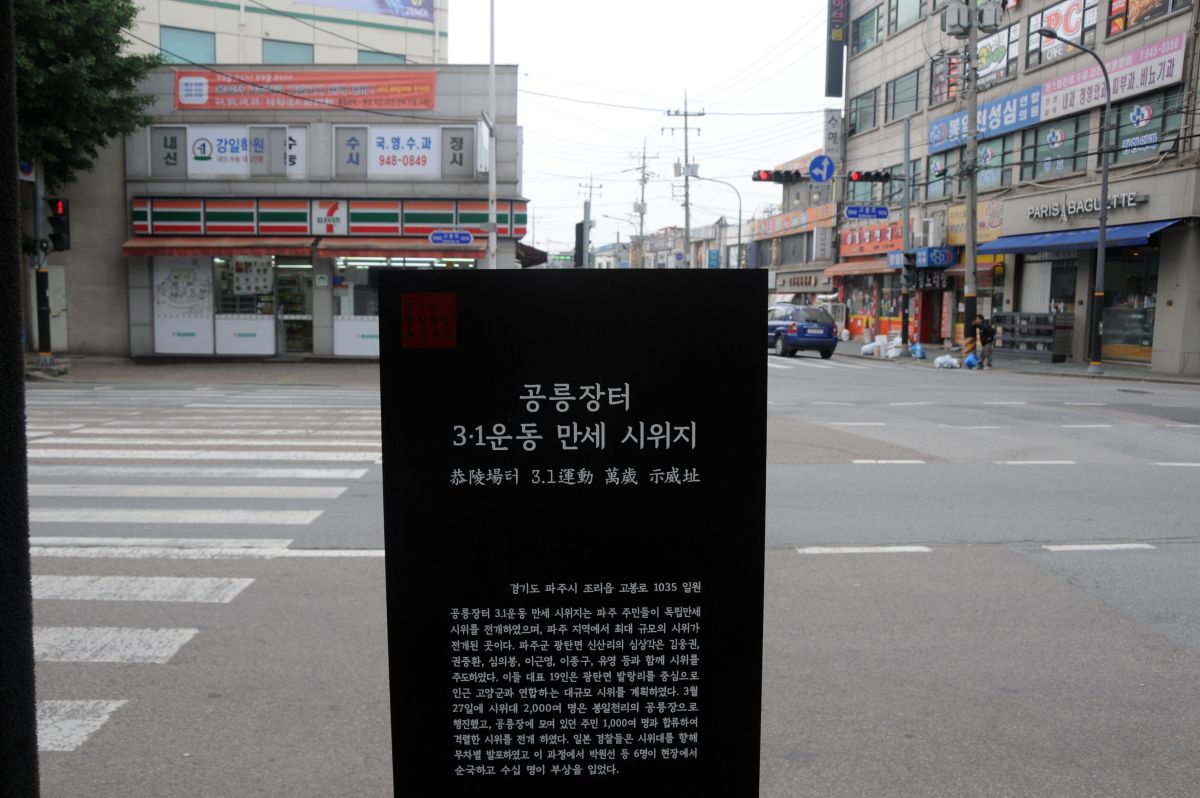 내신
강일학원
수시
국.영.수.과
948-0849
정시
7
ELEVEN
PC
945-0350
내과.정형외과.피부과.비뇨기과
PARIS BAGUETTE
공릉장터
3·1운동 만세 시위지
恭陵場터 3.1運動 萬歲 示威址
경기도 파주시 조리읍 고봉로 1035 일원
공릉장터 3.1운동 만세 시위지는 파주 주민들이 독립만세
시위를 전개하였으며, 파주 지역에서 최대 규모의 시위가
전개된 곳이다. 파주군 광탄면 신산리의 심상각은 김웅권,
권중환, 심의봉, 이근영, 이종구, 유영 등과 함께 시위를
주도하였다. 이들 대표 19인은 광탄면 발랑리를 중심으로
인근 고양군과 연합하는 대규모 시위를 계획하였다. 3월
27일에 시위대 2,000여 명은 봉일천리의 공릉장으로
행진했고, 공릉장에 모여 있던 주민 1,000여 명과 합류하여
격렬한 시위를 전개 하였다. 일본 경찰들은 시위대를 향해
무차별 발포하였고 이 과정에서 박원선 등 6명이 현장에서
순국하고 수십 명이 부상을 입었다.